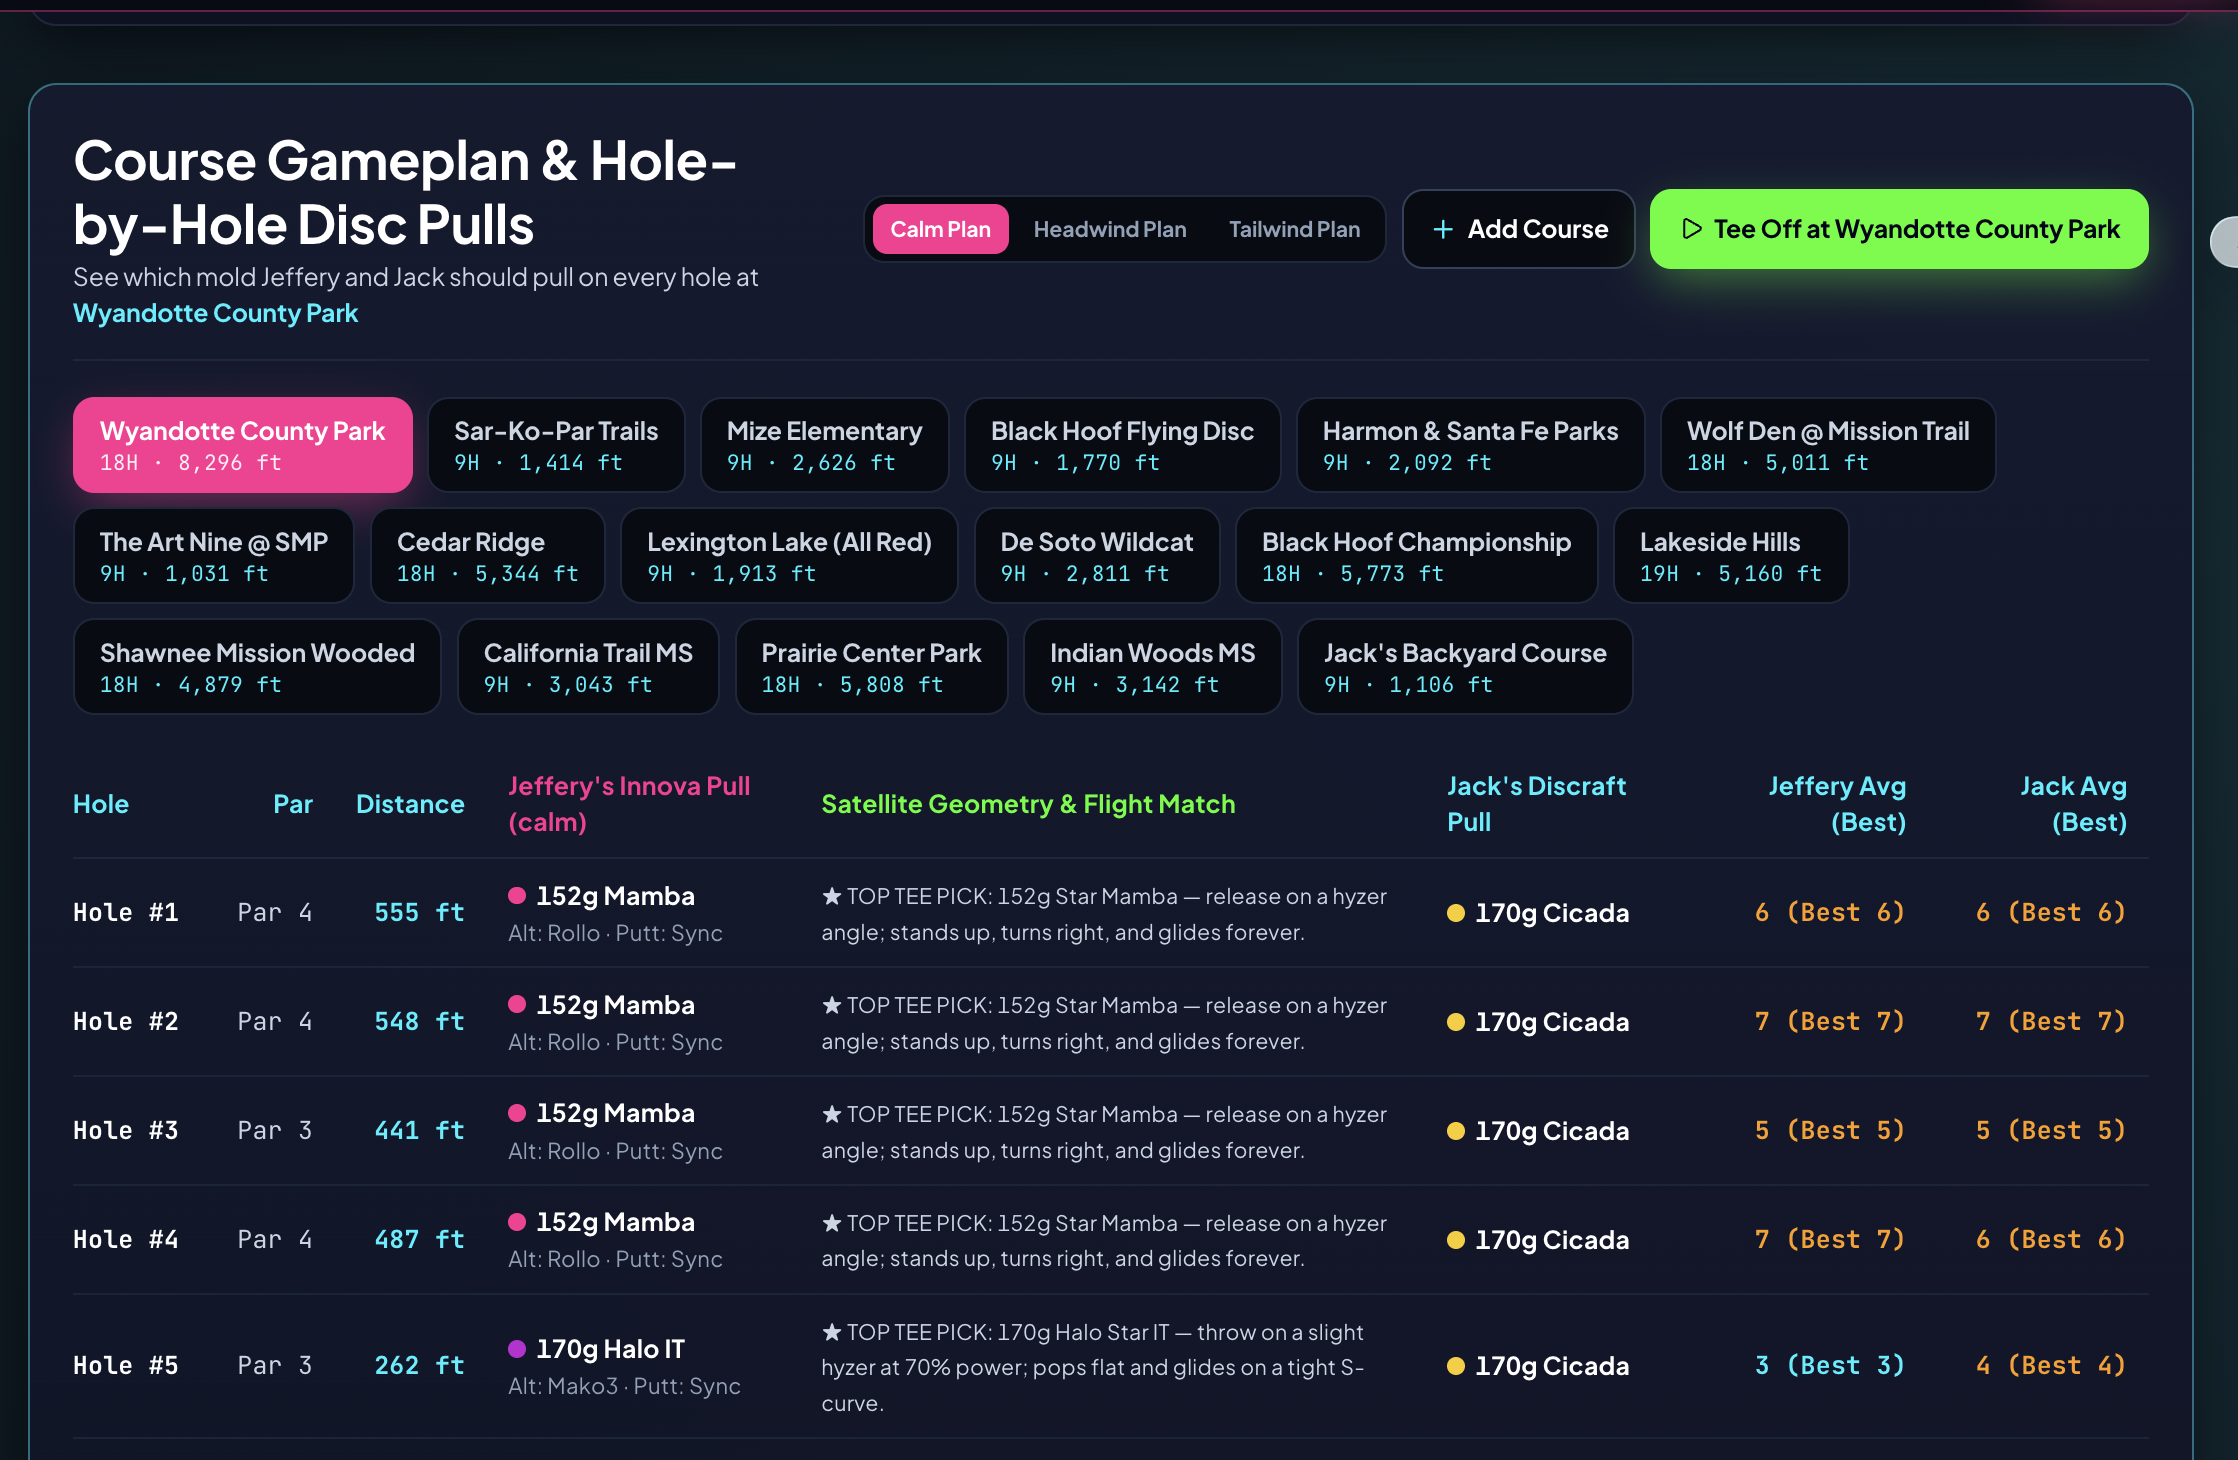 Course Gameplan & Hole-
by-Hole Disc Pulls
See which mold Jeffery and Jack should pull on every hole at
Wyandotte County Park
Calm Plan
Headwind Plan
Tailwind Plan
+ Add Course
Tee Off at Wyandotte County Park
Wyandotte County Park
18H · 8,296 ft
Sar-Ko-Par Trails
9H · 1,414 ft
Mize Elementary
9H · 2,626 ft
Black Hoof Flying Disc
9H · 1,770 ft
Harmon & Santa Fe Parks
9H · 2,092 ft
Wolf Den @ Mission Trail
18H · 5,011 ft
The Art Nine @ SMP
9H · 1,031 ft
Cedar Ridge
18H · 5,344 ft
Lexington Lake (All Red)
9H · 1,913 ft
De Soto Wildcat
9H · 2,811 ft
Black Hoof Championship
18H · 5,773 ft
Lakeside Hills
19H · 5,160 ft
Shawnee Mission Wooded
18H · 4,879 ft
California Trail MS
9H · 3,043 ft
Prairie Center Park
18H · 5,808 ft
Indian Woods MS
9H · 3,142 ft
Jack's Backyard Course
9H · 1,106 ft
Hole
Par
Distance
Jeffery's Innova Pull
(calm)
Satellite Geometry & Flight Match
Jack's Discraft
Pull
Jeffery Avg
(Best)
Jack Avg
(Best)
Hole #1
Par 4
555 ft
152g Mamba
Alt: Rollo · Putt: Sync
★ TOP TEE PICK: 152g Star Mamba — release on a hyzer
angle; stands up, turns right, and glides forever.
170g Cicada
6 (Best 6)
6 (Best 6)
Hole #2
Par 4
548 ft
152g Mamba
Alt: Rollo · Putt: Sync
★ TOP TEE PICK: 152g Star Mamba — release on a hyzer
angle; stands up, turns right, and glides forever.
170g Cicada
7 (Best 7)
7 (Best 7)
Hole #3
Par 3
441 ft
152g Mamba
Alt: Rollo · Putt: Sync
★ TOP TEE PICK: 152g Star Mamba — release on a hyzer
angle; stands up, turns right, and glides forever.
170g Cicada
5 (Best 5)
5 (Best 5)
Hole #4
Par 4
487 ft
152g Mamba
Alt: Rollo · Putt: Sync
★ TOP TEE PICK: 152g Star Mamba — release on a hyzer
angle; stands up, turns right, and glides forever.
170g Cicada
7 (Best 7)
6 (Best 6)
Hole #5
Par 3
262 ft
170g Halo IT
Alt: Mako3 · Putt: Sync
★ TOP TEE PICK: 170g Halo Star IT — throw on a slight
hyzer at 70% power; pops flat and glides on a tight S-
curve.
170g Cicada
3 (Best 3)
4 (Best 4)